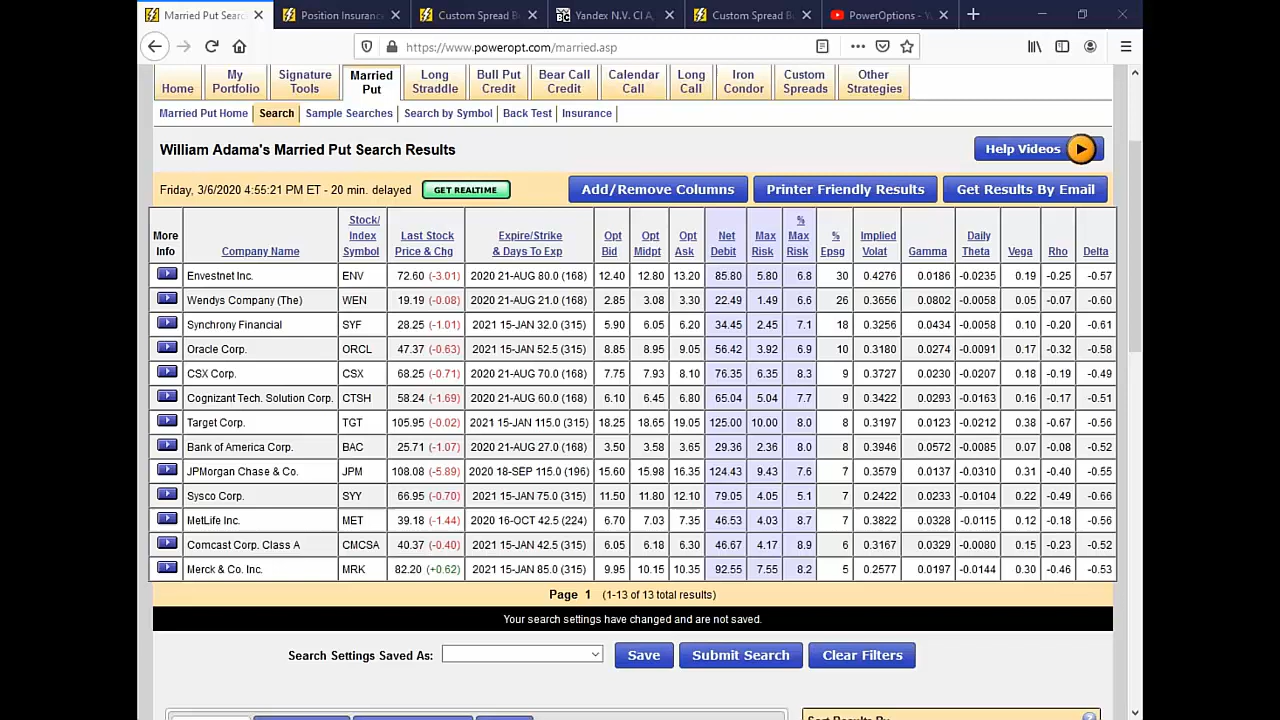 Married Put Searc
Position Insurance
Custom Spread Bu
Yandex N.V. Cl A,
Custom Spread Bu
PowerOptions - Yo
https://www.poweropt.com/married.asp
Home
My Portfolio
Signature Tools
Married Put
Long Straddle
Bull Put Credit
Bear Call Credit
Calendar Call
Long Call
Iron Condor
Custom Spreads
Other Strategies
Married Put Home | Search | Sample Searches | Search by Symbol | Back Test | Insurance |
William Adama's Married Put Search Results
Help Videos
Friday, 3/6/2020 4:55:21 PM ET - 20 min. delayed GET REALTIME Add/Remove Columns Printer Friendly Results Get Results By Email
More Info Company Name Stock/ Index Symbol Last Stock Price & Chg Expire/Strike & Days To Exp Opt Bid Opt Midpt Opt Ask Net Debit Max Risk % Max Risk % Epsg Implied Volat Gamma Daily Theta Vega Rho Delta
Envestnet Inc. ENV 72.60 (-3.01) 2020 21-AUG 80.0 (168) 12.40 12.80 13.20 85.80 5.80 6.8 30 0.4276 0.0186 -0.0235 0.19 -0.25 -0.57
Wendys Company (The) WEN 19.19 (-0.08) 2020 21-AUG 21.0 (168) 2.85 3.08 3.30 22.49 1.49 6.6 26 0.3656 0.0802 -0.0058 0.05 -0.07 -0.60
Synchrony Financial SYF 28.25 (-1.01) 2021 15-JAN 32.0 (315) 5.90 6.05 6.20 34.45 2.45 7.1 18 0.3256 0.0434 -0.0058 0.10 -0.20 -0.61
Oracle Corp. ORCL 47.37 (-0.63) 2021 15-JAN 52.5 (315) 8.85 8.95 9.05 56.42 3.92 6.9 10 0.3180 0.0274 -0.0091 0.17 -0.32 -0.58
CSX Corp. CSX 68.25 (-0.71) 2020 21-AUG 70.0 (168) 7.75 7.93 8.10 76.35 6.35 8.3 9 0.3727 0.0230 -0.0207 0.18 -0.19 -0.49
Cognizant Tech. Solution Corp. CTSH 58.24 (-1.69) 2020 21-AUG 60.0 (168) 6.10 6.45 6.80 65.04 5.04 7.7 9 0.3422 0.0293 -0.0163 0.16 -0.17 -0.51
Target Corp. TGT 105.95 (-0.02) 2021 15-JAN 115.0 (315) 18.25 18.65 19.05 125.00 10.00 8.0 8 0.3197 0.0123 -0.0212 0.38 -0.67 -0.56
Bank of America Corp. BAC 25.71 (-1.07) 2020 21-AUG 27.0 (168) 3.50 3.58 3.65 29.36 2.36 8.0 8 0.3946 0.0572 -0.0085 0.07 -0.08 -0.52
JPMorgan Chase & Co. JPM 108.08 (-5.89) 2020 18-SEP 115.0 (196) 15.60 15.98 16.35 124.43 9.43 7.6 7 0.3579 0.0137 -0.0310 0.31 -0.40 -0.55
Sysco Corp. SYY 66.95 (-0.70) 2021 15-JAN 75.0 (315) 11.50 11.80 12.10 79.05 4.05 5.1 7 0.2422 0.0233 -0.0104 0.22 -0.49 -0.66
MetLife Inc. MET 39.18 (-1.44) 2020 16-OCT 42.5 (224) 6.70 7.03 7.35 46.53 4.03 8.7 7 0.3822 0.0328 -0.0115 0.12 -0.18 -0.56
Comcast Corp. Class A CMCSA 40.37 (-0.40) 2021 15-JAN 42.5 (315) 6.05 6.18 6.30 46.67 4.17 8.9 6 0.3167 0.0329 -0.0080 0.15 -0.23 -0.52
Merck & Co. Inc. MRK 82.20 (+0.62) 2021 15-JAN 85.0 (315) 9.95 10.15 10.35 92.55 7.55 8.2 5 0.2577 0.0197 -0.0144 0.30 -0.46 -0.53
Page 1 (1-13 of 13 total results)
Your search settings have changed and are not saved.
Search Settings Saved As: Save Submit Search Clear Filters